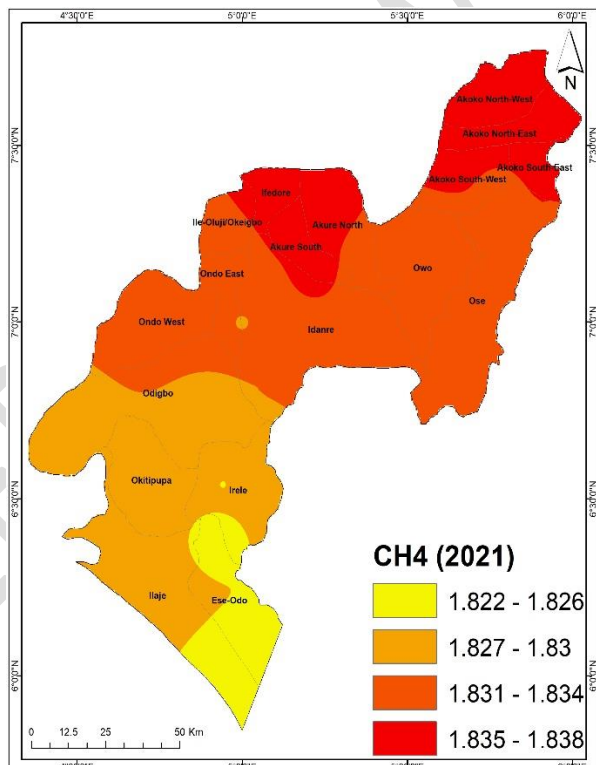 4°30'0"E 5°0'0"E 5°30'0"E 6°0'0"E
N
Akoko North-West
Akoko North-East
7°30'0"N 7°30'0"N
Akoko South-East
Akoko South-West
Ifedore
Ile-Oluji/Okeigbo Akure North
Akure South
Owo
Ondo East
Ose
7°0'0"N Ondo West Idanre 7°0'0"N
Odigbo
Okitipupa
Irele
6°30'0"N 6°30'0"N
CH4 (2021)
Ilaje Ese-Odo
1.822 - 1.826
1.827 - 1.83
6°0'0"N 6°0'0"N
1.831 - 1.834
0 12.5 25 50 Km
1.835 - 1.838